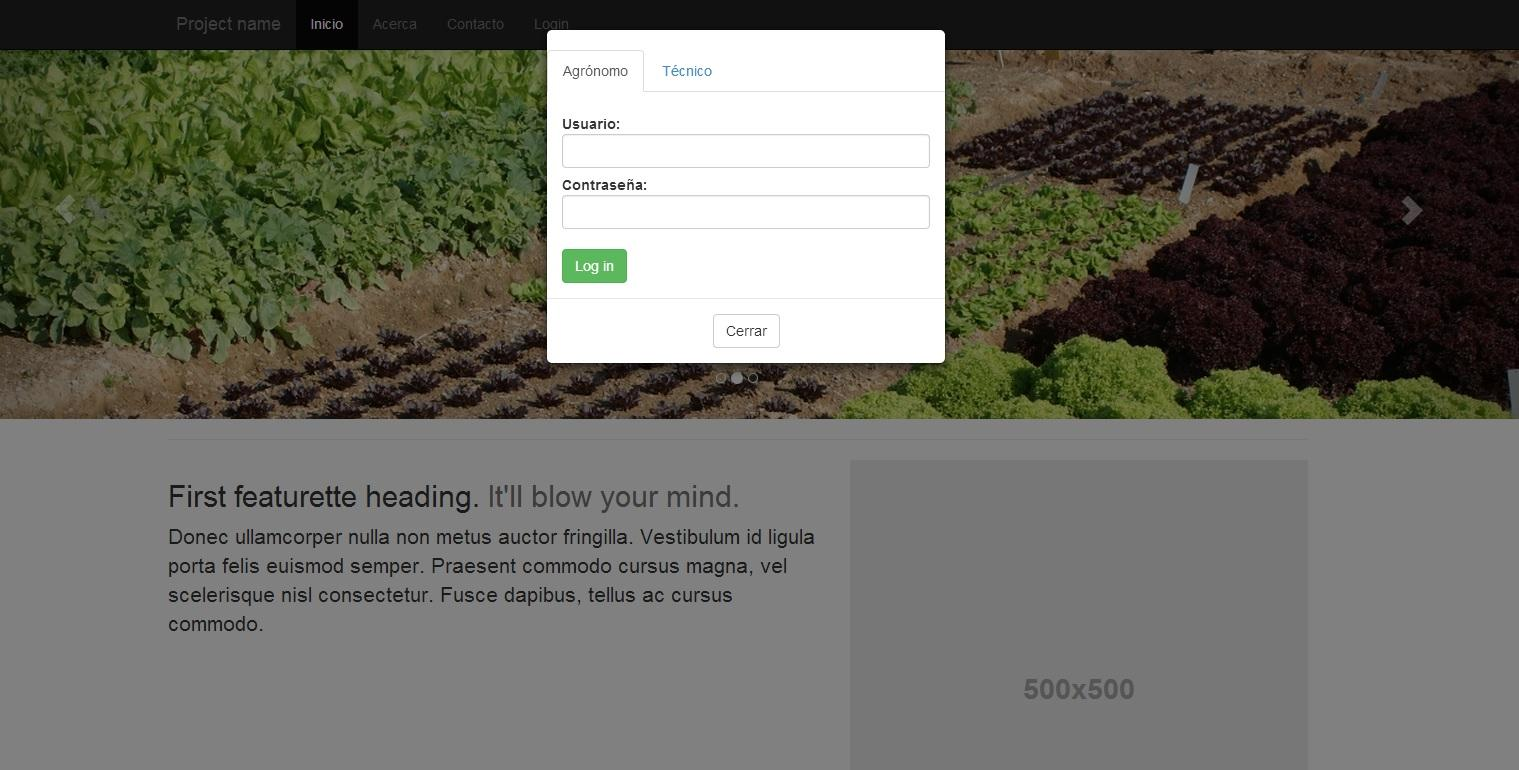 Project name Inicio Acerca Contacto Login
Agrónomo Técnico
Usuario:
Contraseña:
Log in
Cerrar
First featurette heading. It'll blow your mind.
Donec ullamcorper nulla non metus auctor fringilla. Vestibulum id ligula
porta felis euismod semper. Praesent commodo cursus magna, vel
scelerisque nisl consectetur. Fusce dapibus, tellus ac cursus
commodo.
500x500